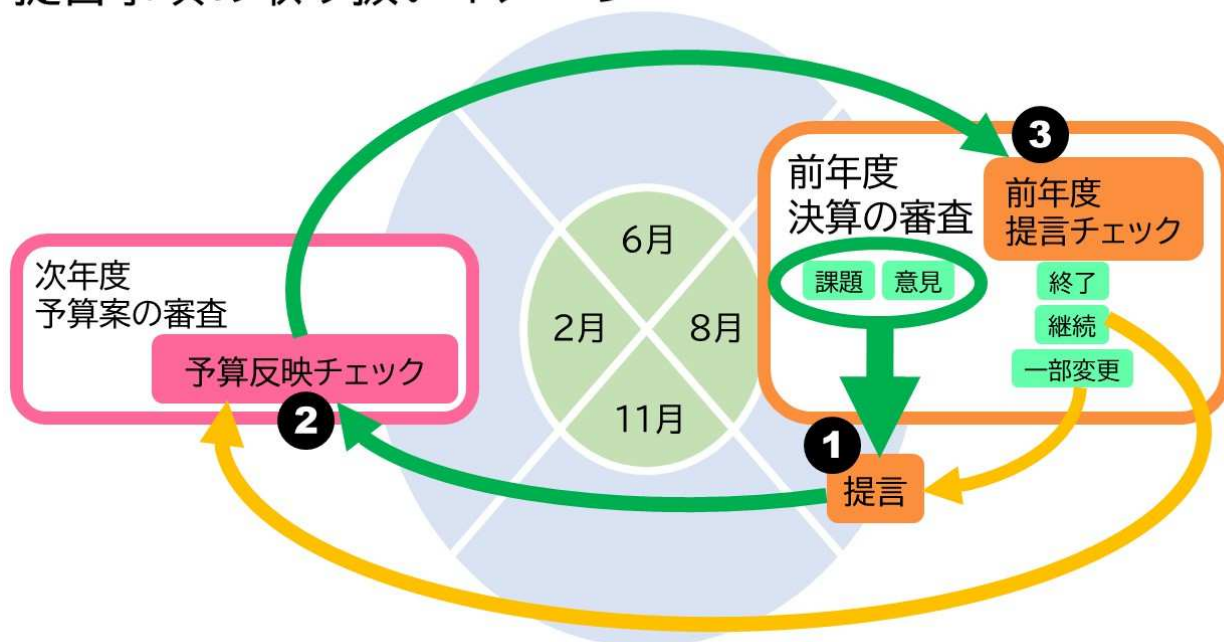 3
前年度
決算の審査
前年度
提言チェック
課題
意見
終了
継続
一部変更
6月
2月
8月
11月
次年度
予算案の審査
予算反映チェック
2
1
提言